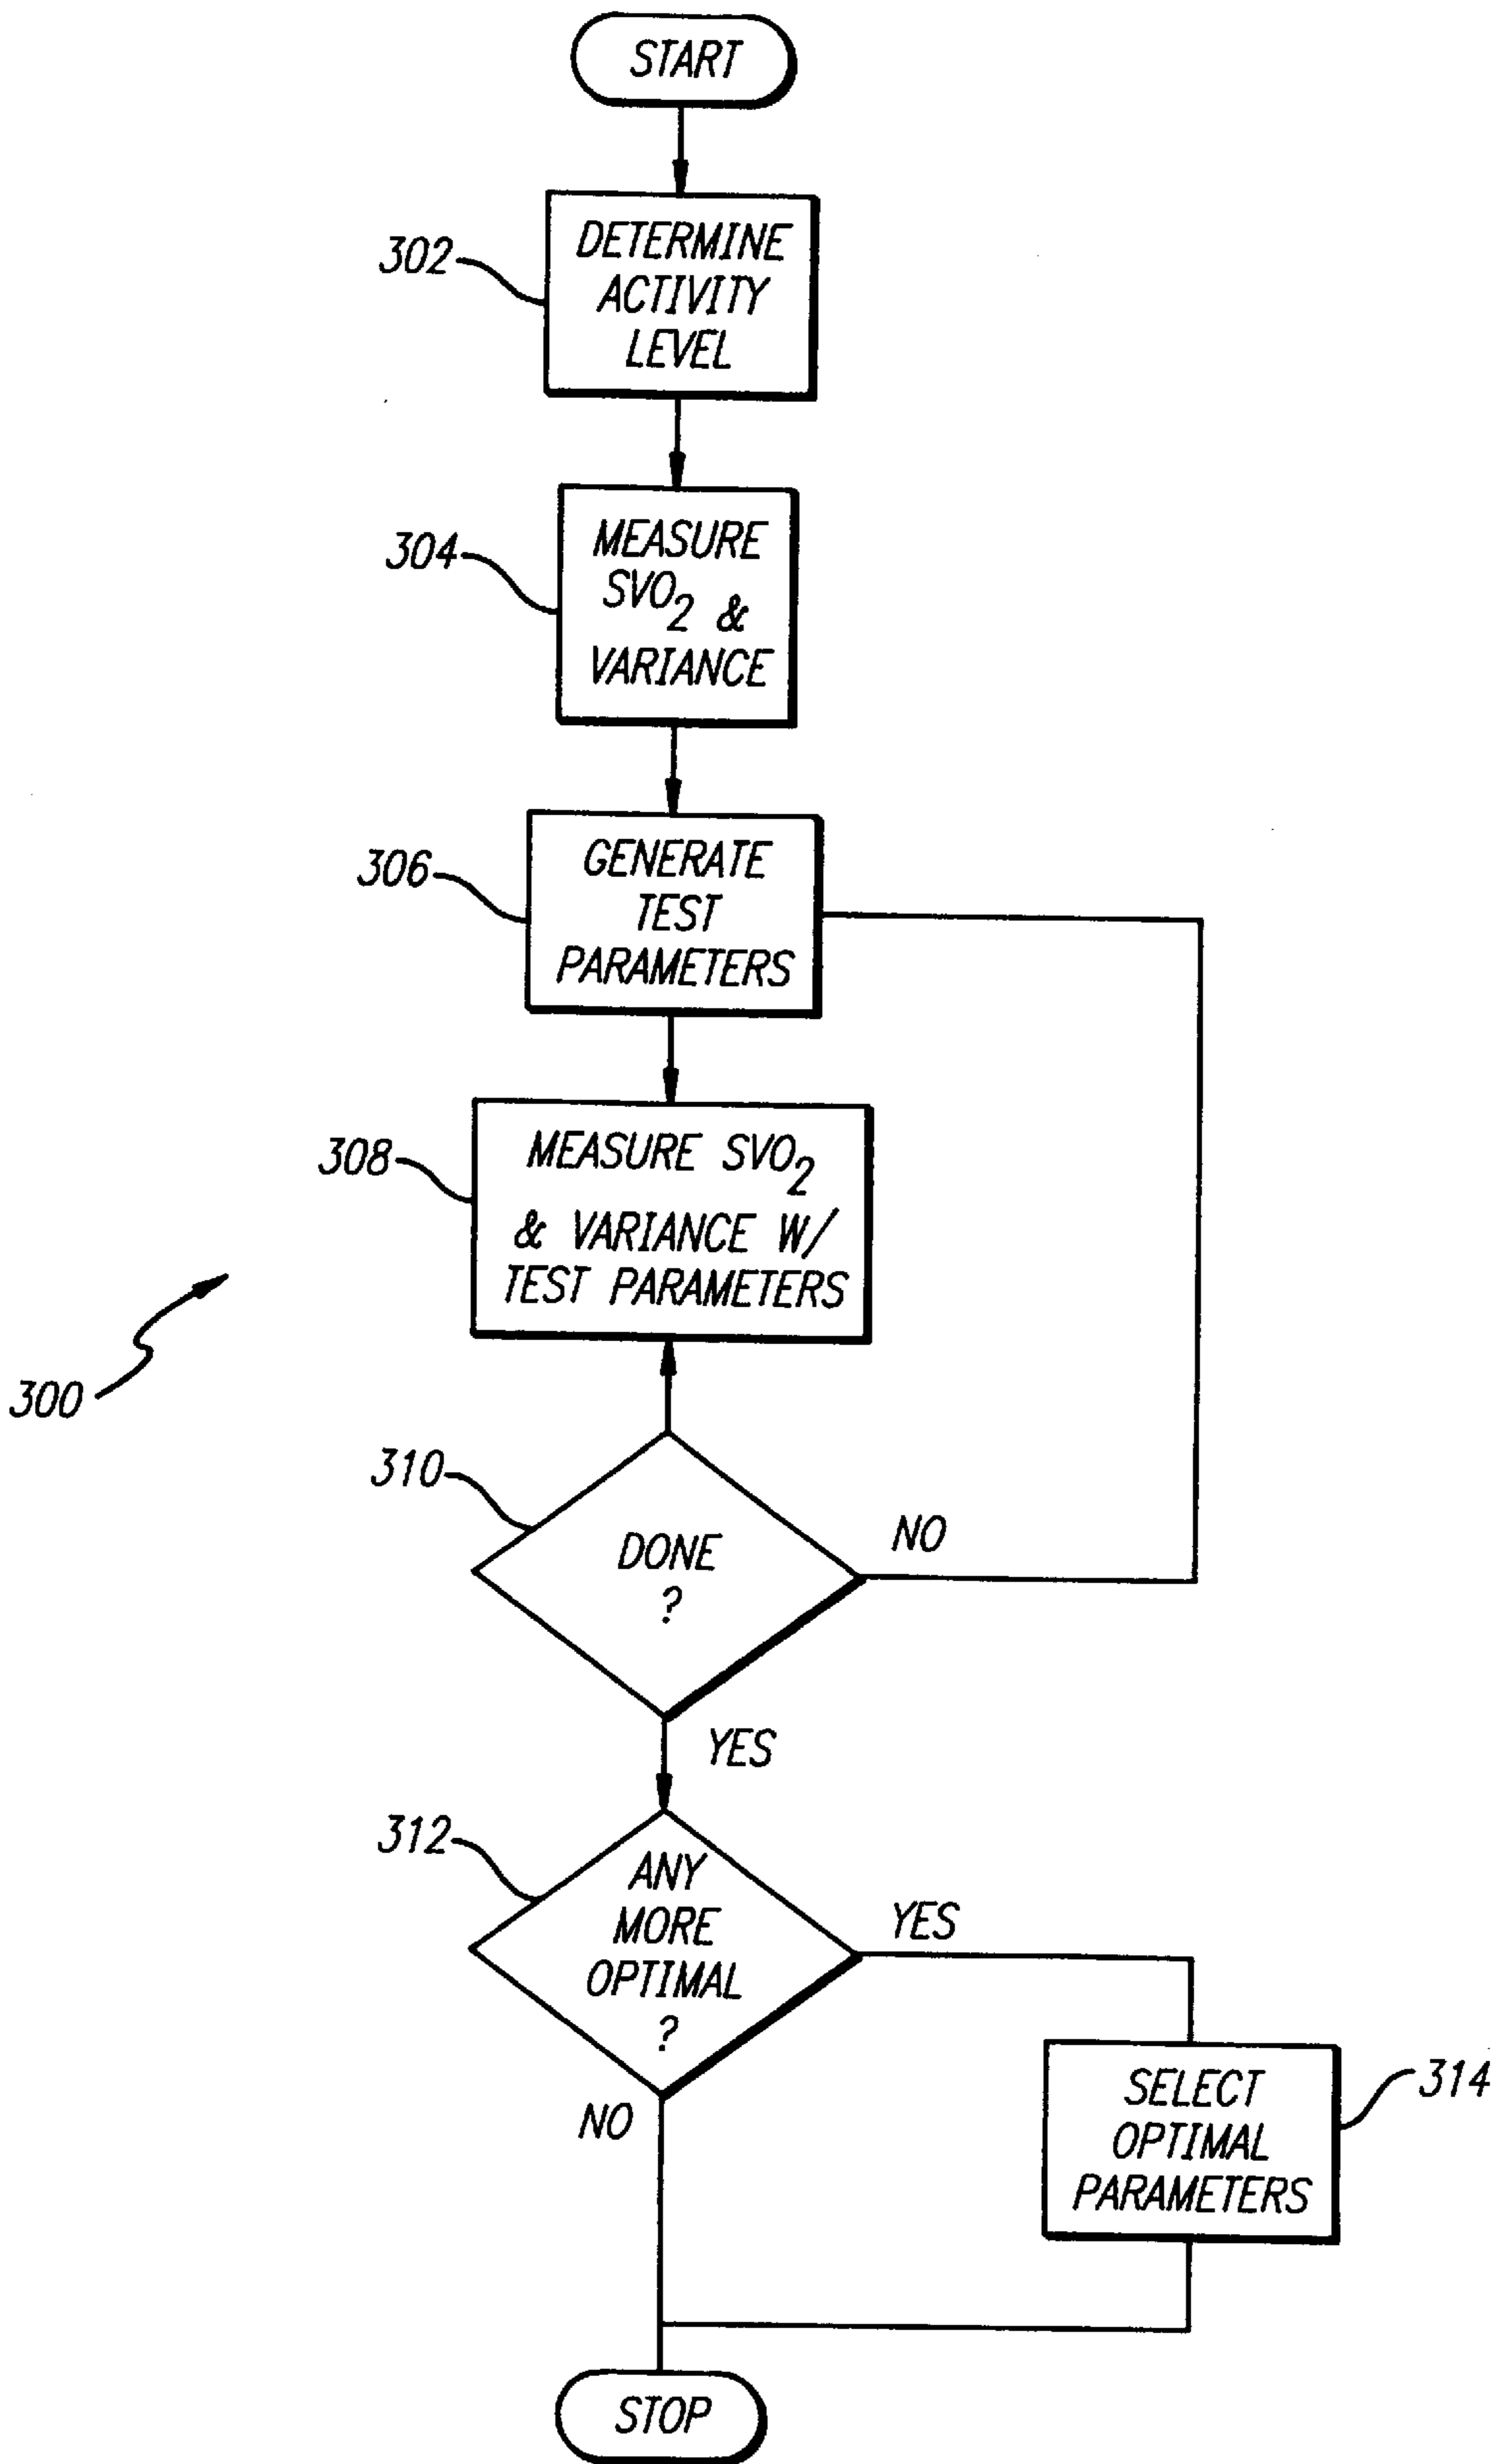 START
302
DETERMINE
ACTIVITY
LEVEL
304
MEASURE
SVO2 &
VARIANCE
306
GENERATE
TEST
PARAMETERS
308
MEASURE SVO2
& VARIANCE W/
TEST PARAMETERS
300
310
DONE
?
NO
YES
312
ANY
MORE
OPTIMAL
?
YES
NO
SELECT
OPTIMAL
PARAMETERS
314
STOP